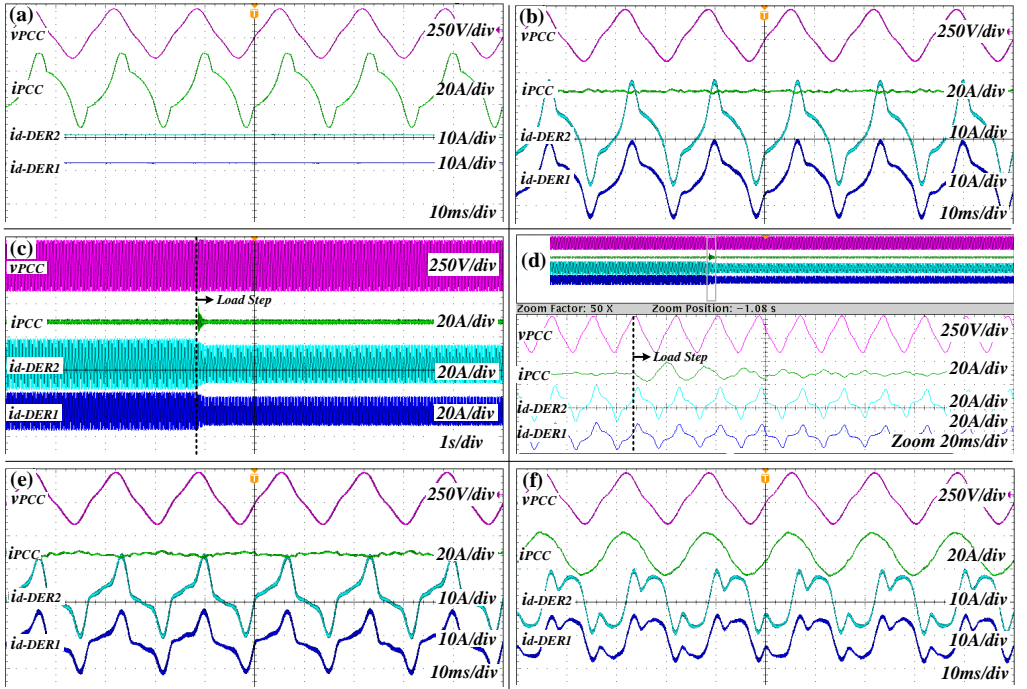 (a)
vPCC
250V/div
iPCC
20A/div
id-DER2
10A/div
id-DER1
10A/div
10ms/div
T
(b)
vPCC
250V/div
iPCC
20A/div
id-DER2
10A/div
id-DER1
10A/div
10ms/div
T
(c)
vPCC
250V/div
Load Step
iPCC
20A/div
id-DER2
20A/div
id-DER1
20A/div
1s/div
(d)
Zoom Factor: 50 X Zoom Position: −1.08 s
vPCC
250V/div
Load Step
iPCC
20A/div
id-DER2
20A/div
20A/div
id-DER1
Zoom 20ms/div
(e)
T
vPCC
250V/div
iPCC
20A/div
id-DER2
10A/div
id-DER1
10A/div
10ms/div
(f)
T
vPCC
250V/div
iPCC
20A/div
id-DER2
10A/div
id-DER1
10A/div
10ms/div